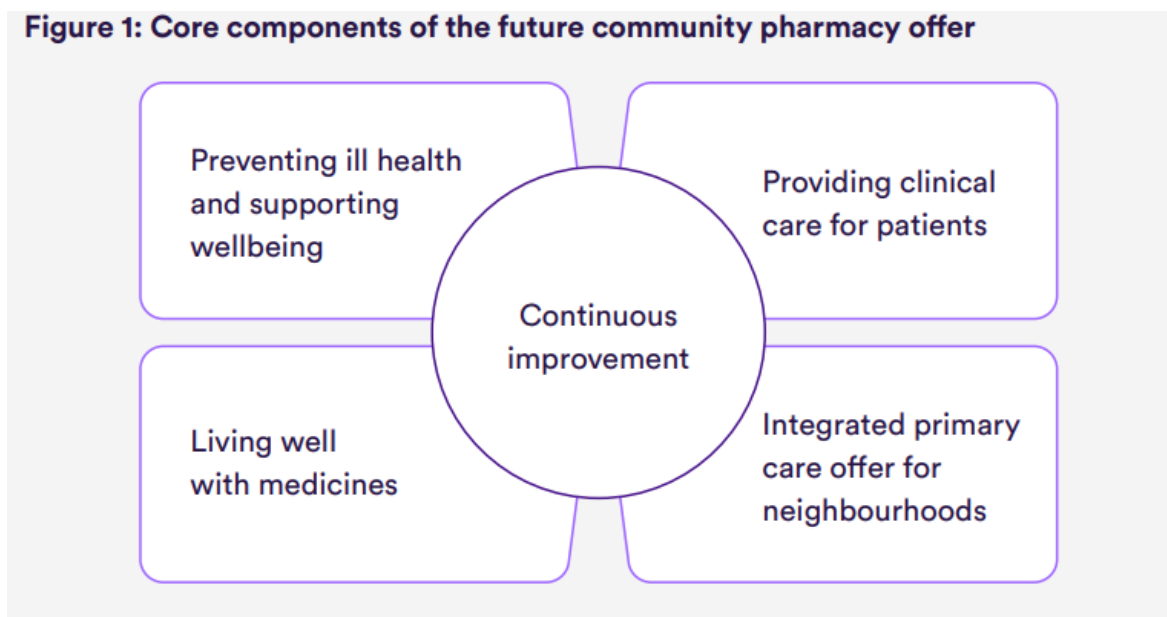 Figure 1: Core components of the future community pharmacy offer
Preventing ill health
and supporting
wellbeing
Providing clinical
care for patients
Continuous
improvement
Living well
with medicines
Integrated primary
care offer for
neighbourhoods